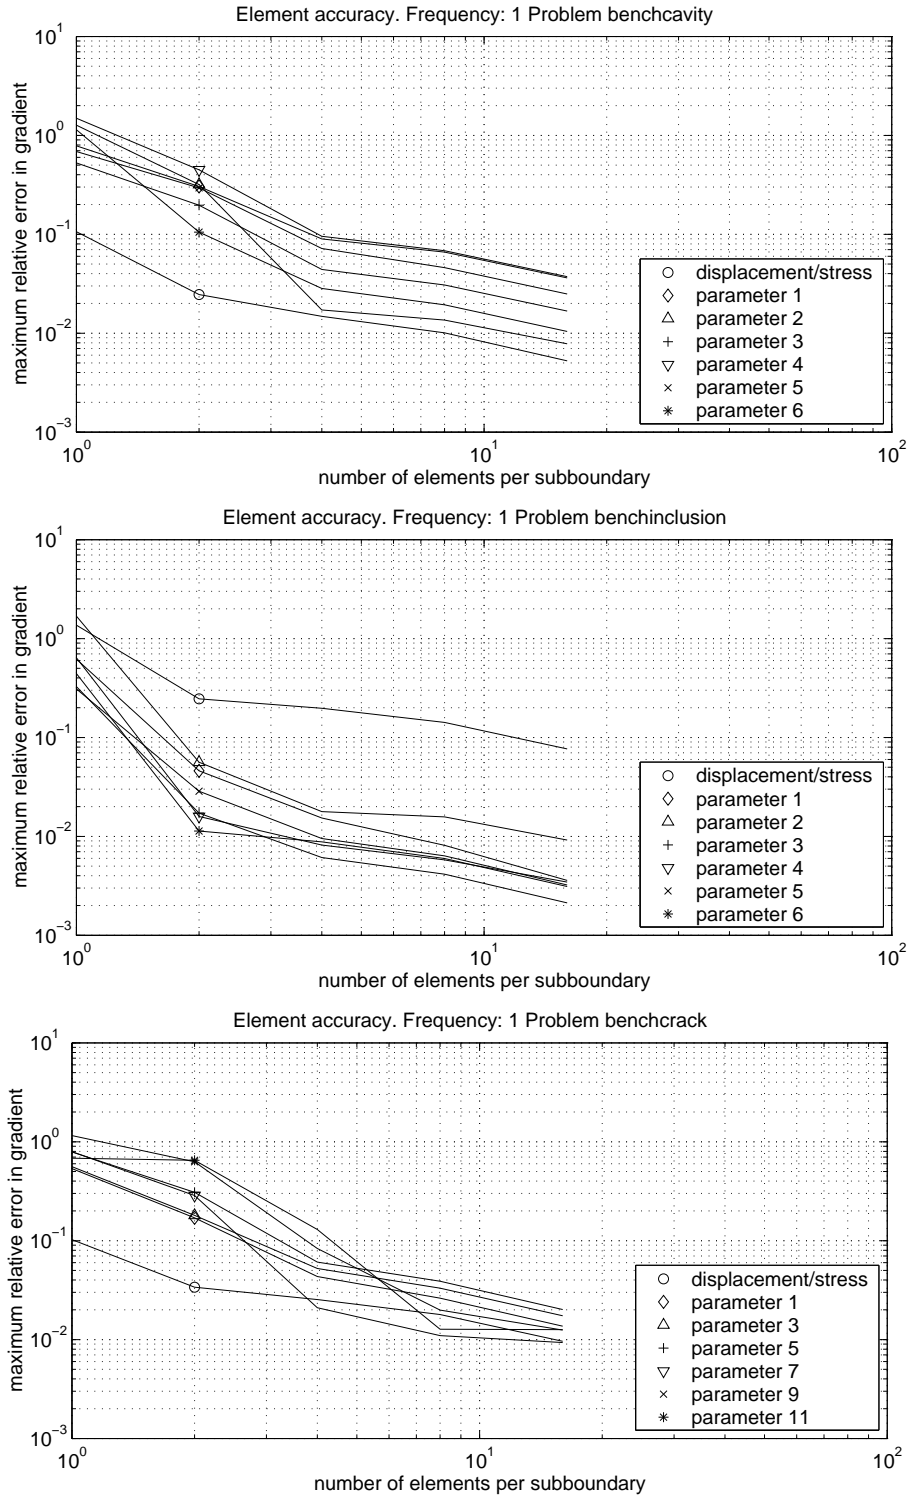 Element accuracy. Frequency: 1 Problem benchcavity
10^1
10^0
10^−1
10^−2
10^−3
maximum relative error in gradient
displacement/stress
parameter 1
parameter 2
parameter 3
parameter 4
parameter 5
parameter 6
10^0 10^1 10^2
number of elements per subboundary
Element accuracy. Frequency: 1 Problem benchinclusion
10^1
10^0
10^−1
10^−2
10^−3
maximum relative error in gradient
displacement/stress
parameter 1
parameter 2
parameter 3
parameter 4
parameter 5
parameter 6
10^0 10^1 10^2
number of elements per subboundary
Element accuracy. Frequency: 1 Problem benchcrack
10^1
10^0
10^−1
10^−2
10^−3
maximum relative error in gradient
displacement/stress
parameter 1
parameter 3
parameter 5
parameter 7
parameter 9
parameter 11
10^0 10^1 10^2
number of elements per subboundary